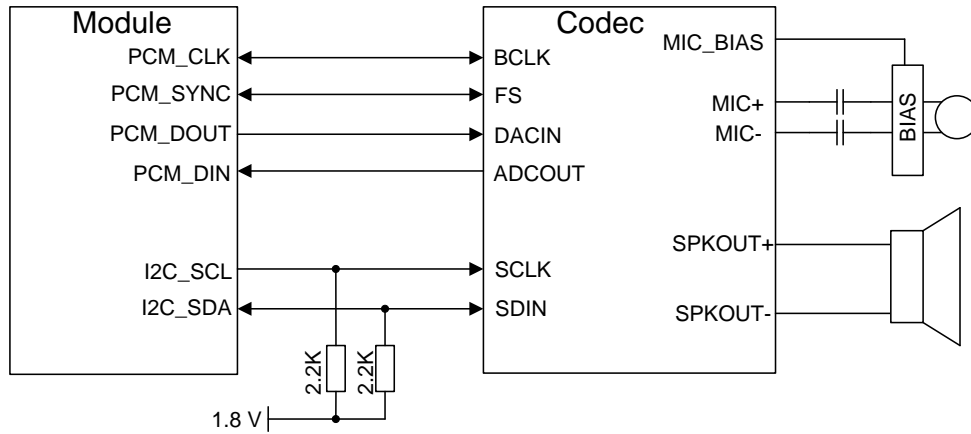 Module
PCM_CLK
PCM_SYNC
PCM_DOUT
PCM_DIN
I2C_SCL
I2C_SDA
Codec
BCLK
FS
DACIN
ADCOUT
SCLK
SDIN
MIC_BIAS
MIC+
MIC-
SPKOUT+
SPKOUT-
BIAS
2.2K
2.2K
1.8 V